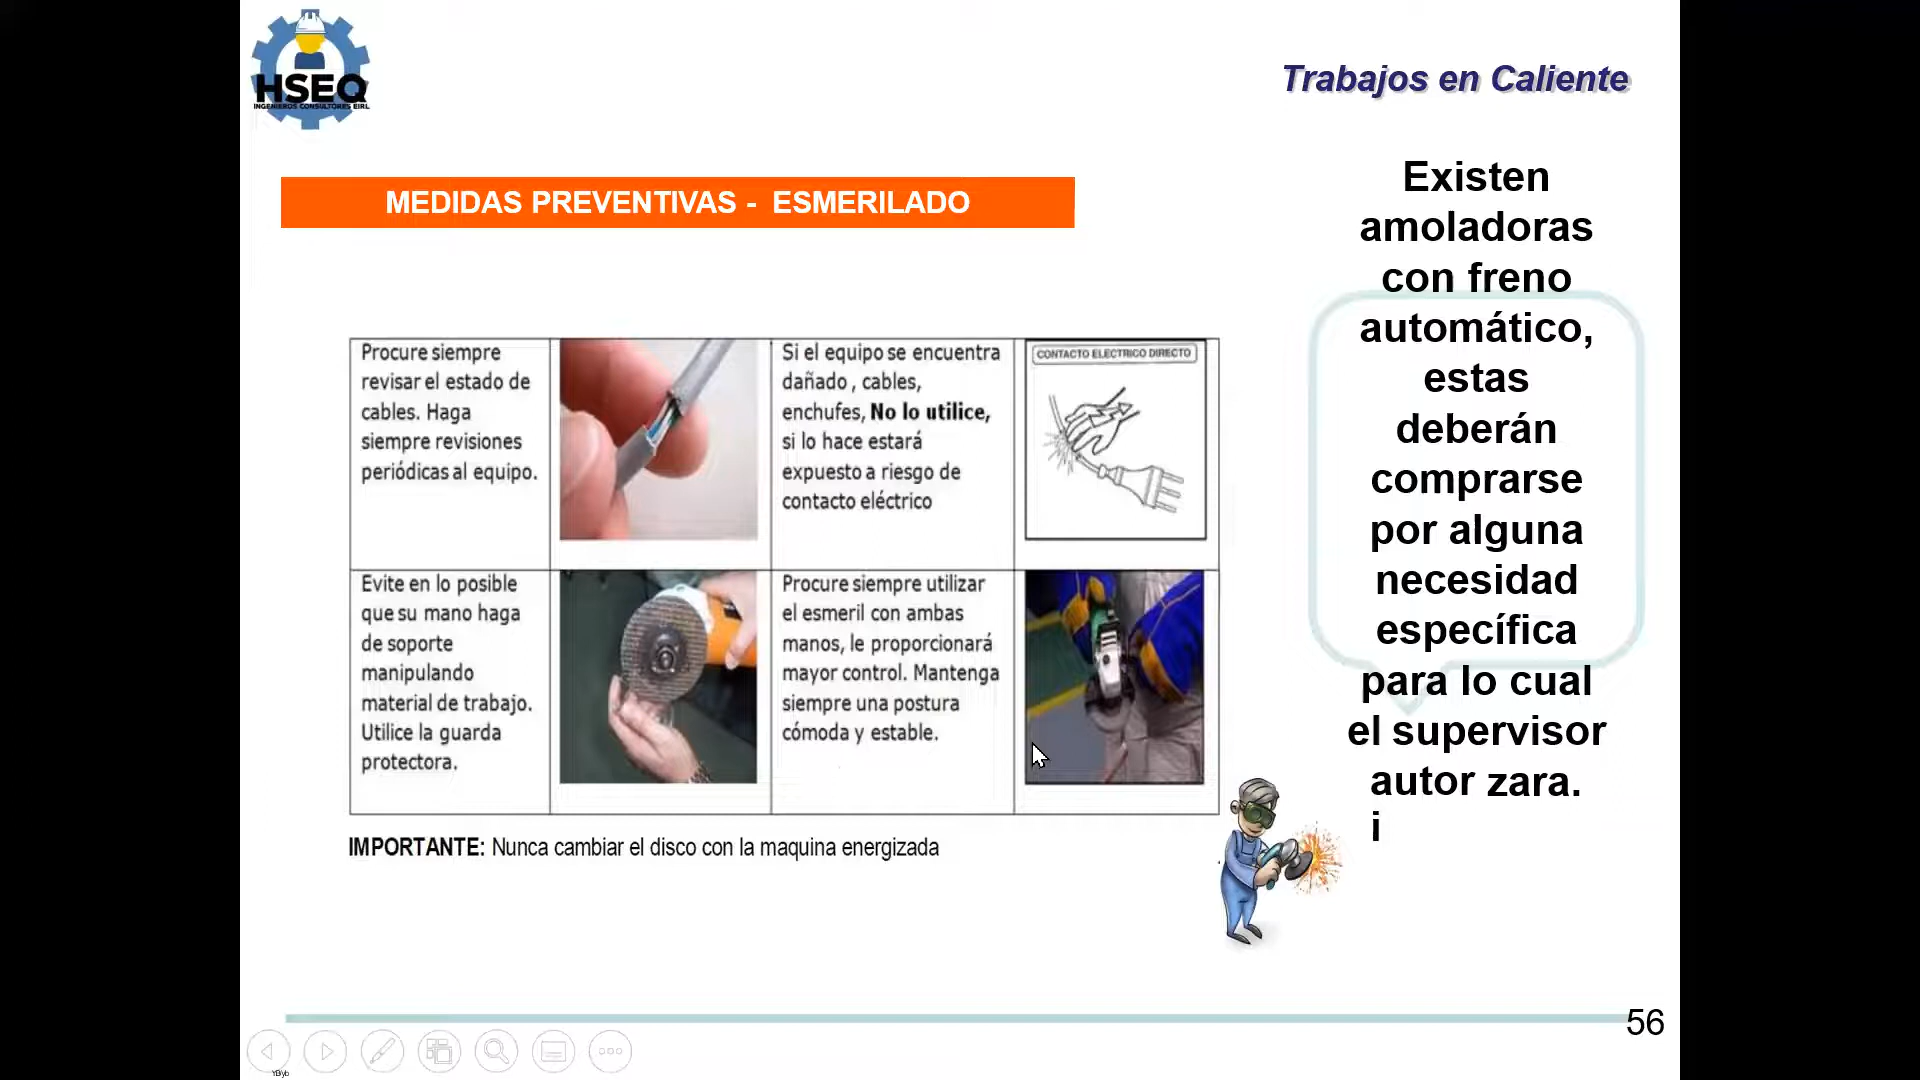 HSEQ
INGENIEROS CONSULTORES EIRL
Trabajos en Caliente
MEDIDAS PREVENTIVAS - ESMERILADO
Procure siempre
revisar el estado de
cables. Haga
siempre revisiones
periódicas al equipo.
Si el equipo se encuentra
dañado , cables,
enchufes, No lo utilice,
si lo hace estará
expuesto a riesgo de
contacto eléctrico
CONTACTO ELECTRICO DIRECTO
Evite en lo posible
que su mano haga
de soporte
manipulando
material de trabajo.
Utilice la guarda
protectora.
Procure siempre utilizar
el esmeril con ambas
manos, le proporcionará
mayor control. Mantenga
siempre una postura
cómoda y estable.
IMPORTANTE: Nunca cambiar el disco con la maquina energizada
Existen
amoladoras
con freno
automático,
estas
deberán
comprarse
por alguna
necesidad
específica
para lo cual
el supervisor
autor zara.
i
56